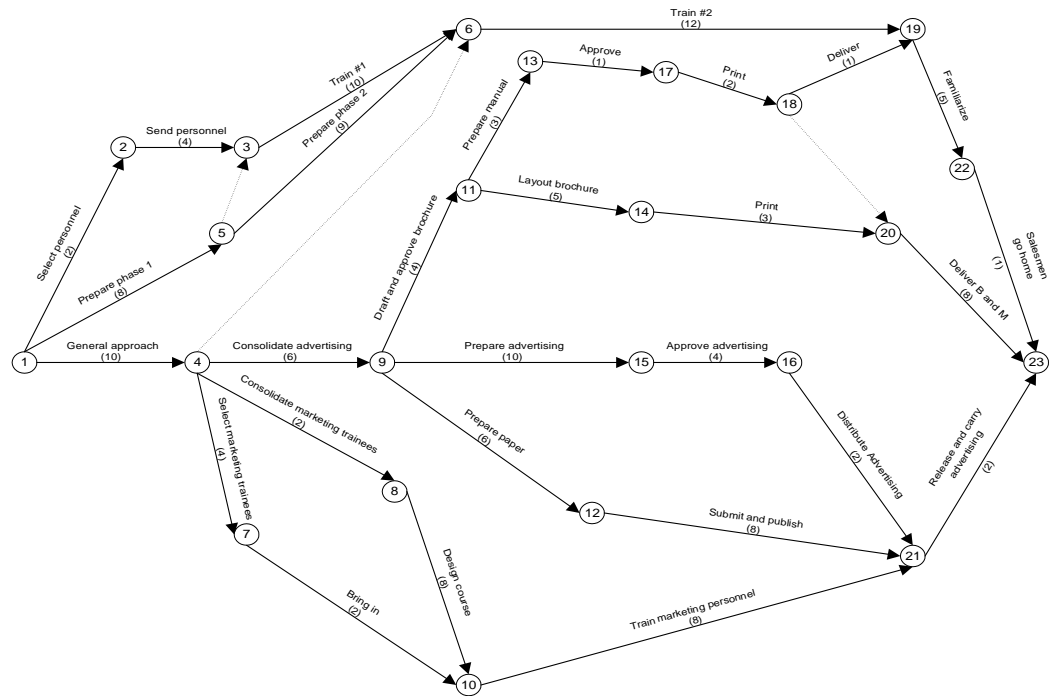 Train #2
(12)
6
19
Approve
(1)
Deliver
(1)
13
17
Print
(2)
18
Train #1
(10)
Prepare phase 2
(9)
Familiarize
(5)
Prepare manual
(3)
Send personnel
(4)
2
3
22
Layout brochure
(5)
11
14
Print
(3)
20
5
Select personnel
(2)
Prepare phase 1
(8)
Draft and approve brochure
(4)
Salesmen
go home
(1)
Deliver B and M
(8)
General approach
(10)
Consolidate advertising
(6)
Prepare advertising
(10)
Approve advertising
(4)
1
4
9
15
16
23
Consolidate marketing trainees
(2)
Select marketing trainees
(4)
Prepare paper
(6)
Distribute Advertising
(2)
Release and carry
advertising
(2)
8
12
Submit and publish
(8)
7
21
Design course
(8)
Bring in
(2)
Train marketing personnel
(8)
10